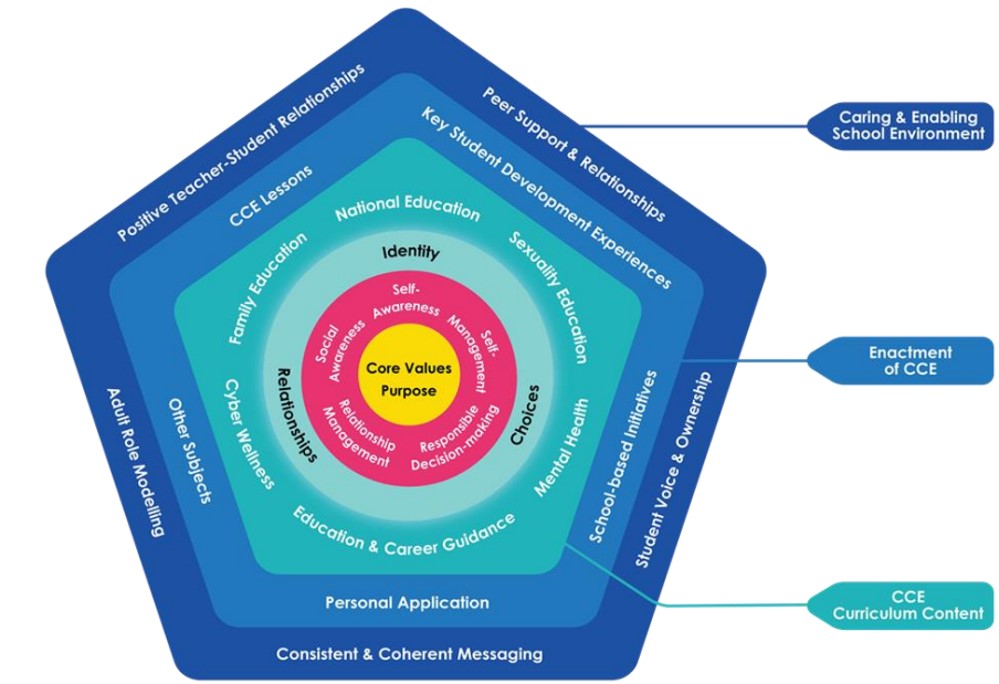 Positive Teacher-Student Relationships
Peer Support & Relationships
Adult Role Modelling
Student Voice & Ownership
Consistent & Coherent Messaging
CCE Lessons
Key Student Development Experiences
Other Subjects
School-based Initiatives
Personal Application
National Education
Family Education
Sexuality Education
Cyber Wellness
Mental Health
Education & Career Guidance
Identity
Relationships
Choices
Self-
Awareness
Social
Awareness
Self-
Management
Relationship
Management
Responsible
Decision-making
Core Values
Purpose
Caring & Enabling
School Environment
Enactment
of CCE
CCE
Curriculum Content